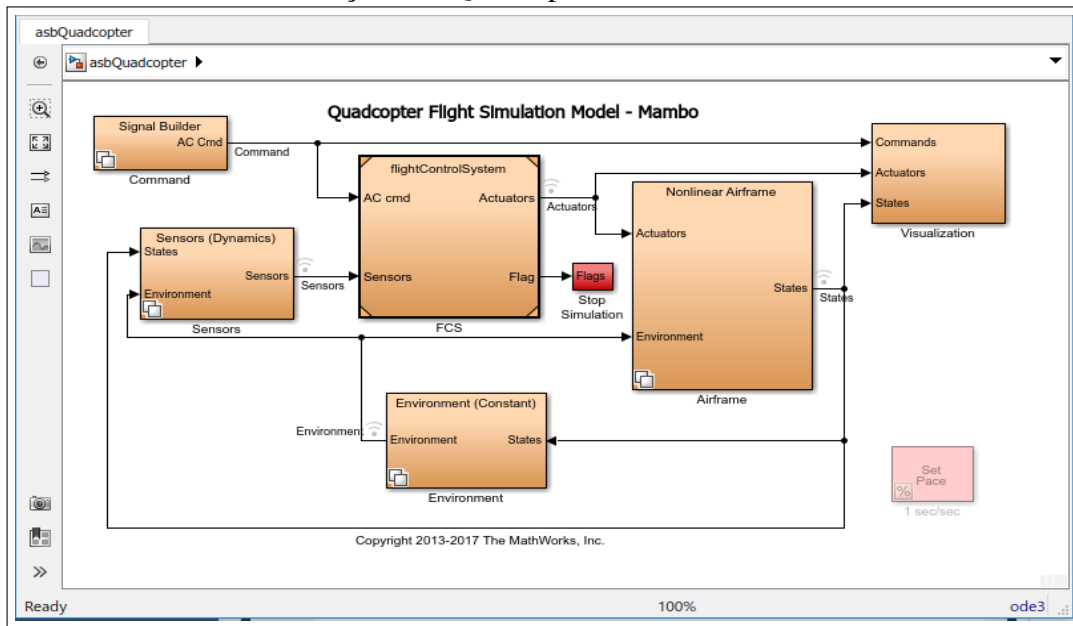 asbQuadcopter
asbQuadcopter
Quadcopter Flight Simulation Model - Mambo
Signal Builder
AC Cmd
Command
Command
flightControlSystem
AC cmd
Actuators
Actuators
Sensors
Flag
FCS
Flags
Stop
Simulation
Sensors (Dynamics)
States
Sensors
Environment
Sensors
Sensors
Nonlinear Airframe
Actuators
States
States
Environment
Airframe
Commands
Actuators
States
Visualization
Environment (Constant)
Environment
Environment
States
Environment
Set
Pace
%
1 sec/sec
Copyright 2013-2017 The MathWorks, Inc.
Ready
100%
ode3